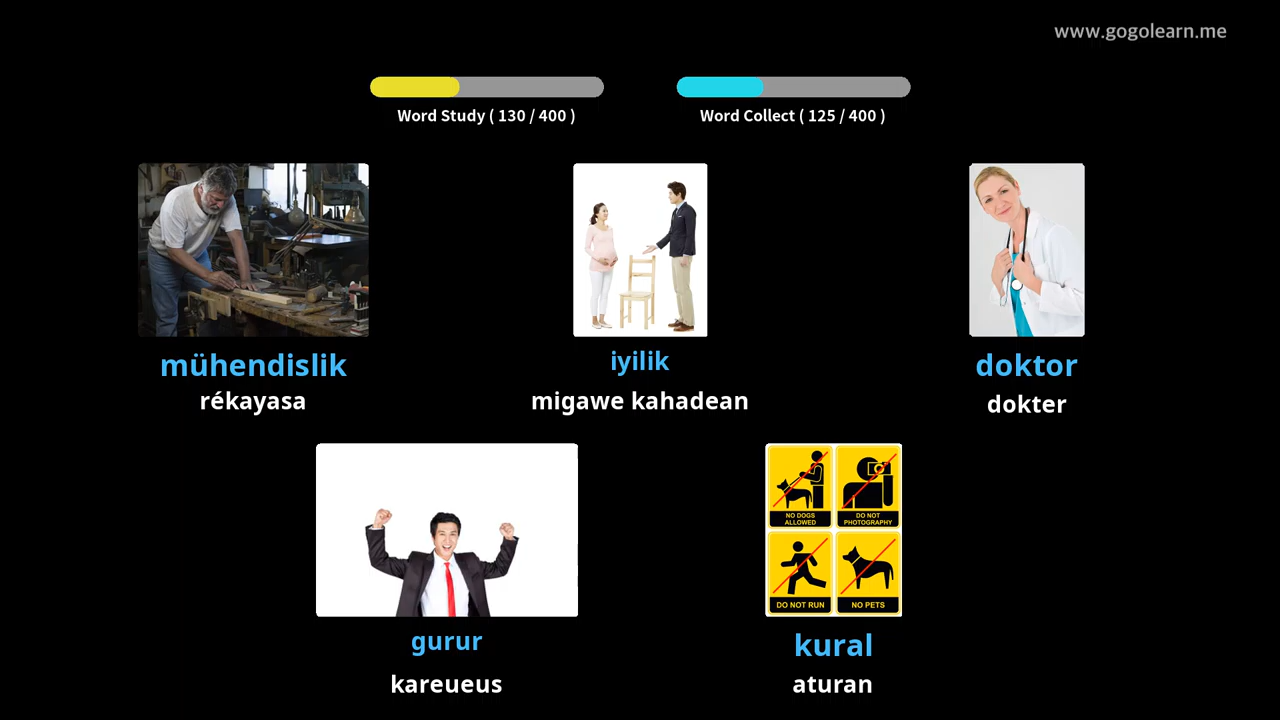 www.gogolearn.me
Word Study ( 130 / 400 )
Word Collect ( 125 / 400 )
mühendislik
rékayasa
iyilik
migawe kahadean
doktor
dokter
gurur
kareueus
NO DOGS
ALLOWED
DO NOT
PHOTOGRAPHY
DO NOT RUN
NO PETS
kural
aturan